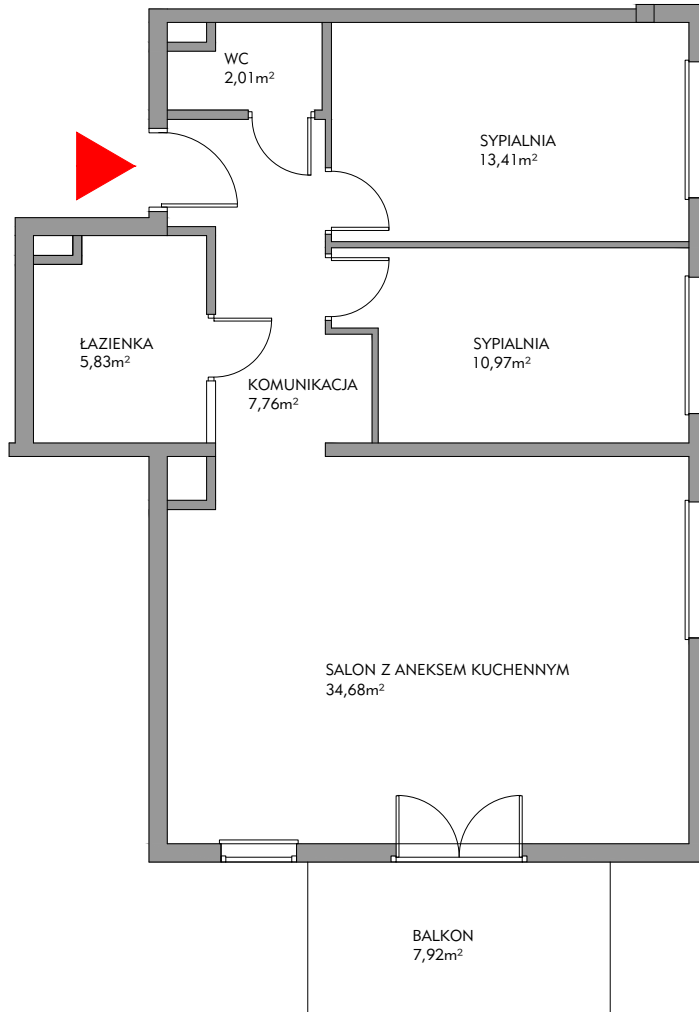 WC
2,01m²
SYPIALNIA
13,41m²
ŁAZIENKA
5,83m²
SYPIALNIA
10,97m²
KOMUNIKACJA
7,76m²
SALON Z ANEKSEM KUCHENNYM
34,68m²
BALKON
7,92m²